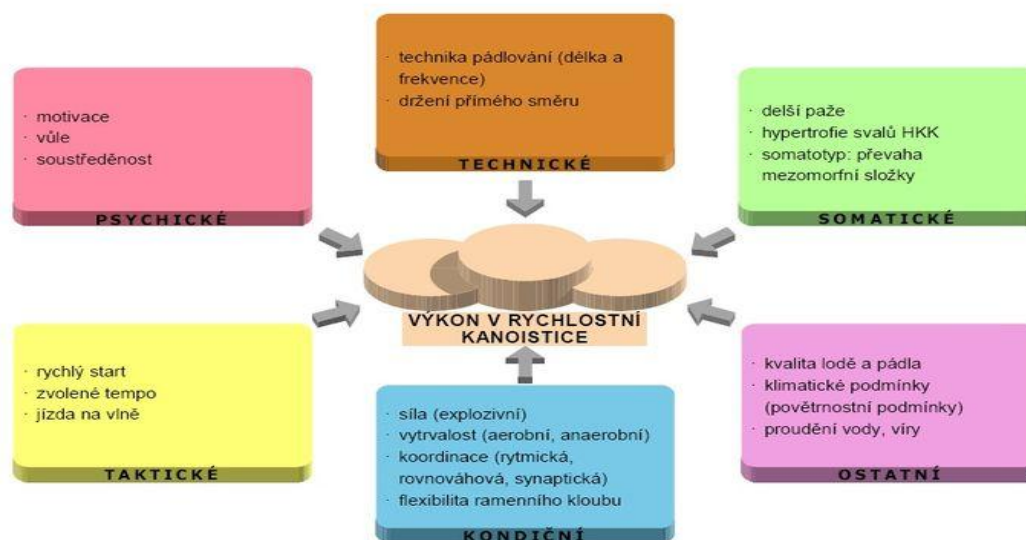 · motivace
· vůle
· soustředěnost
PSYCHICKÉ
· technika pádlování (délka a
frekvence)
· držení přímého směru
TECHNICKÉ
· delší paže
· hypertrofie svalů HKK
· somatotyp: převaha
mezomorfní složky
SOMATICKÉ
VÝKON V RYCHLOSTNÍ
KANOISTICE
· rychlý start
· zvolené tempo
· jízda na vlně
TAKTICKÉ
· síla (explozivní)
· vytrvalost (aerobní, anaerobní)
· koordinace (rytmická,
rovnováhová, synaptická)
· flexibilita ramenního kloubu
KONDIČNÍ
· kvalita lodě a pádla
· klimatické podmínky
(povětrnostní podmínky)
· proudění vody, víry
OSTATNÍ